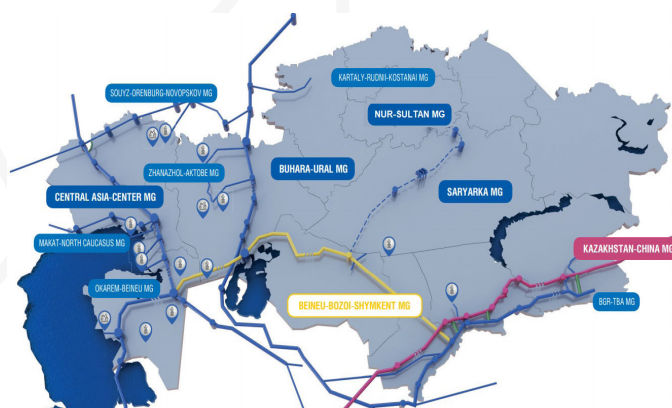 KARTALY-RUDNII-KOSTANAI MG
SOUYZ-ORENBURG-NOVOPSKOV MG
NUR-SULTAN MG
ZHANAZHOL-AKTOBE MG
BUHARA-URAL MG
CENTRAL ASIA-CENTER MG
SARYARKA MG
MAKAT-NORTH CAUCASUS MG
KAZAKHSTAN-CHINA MG
OKAREM-BEINEU MG
BEINEU-BOZOI-SHYMKENT MG
BGR-TBA MG